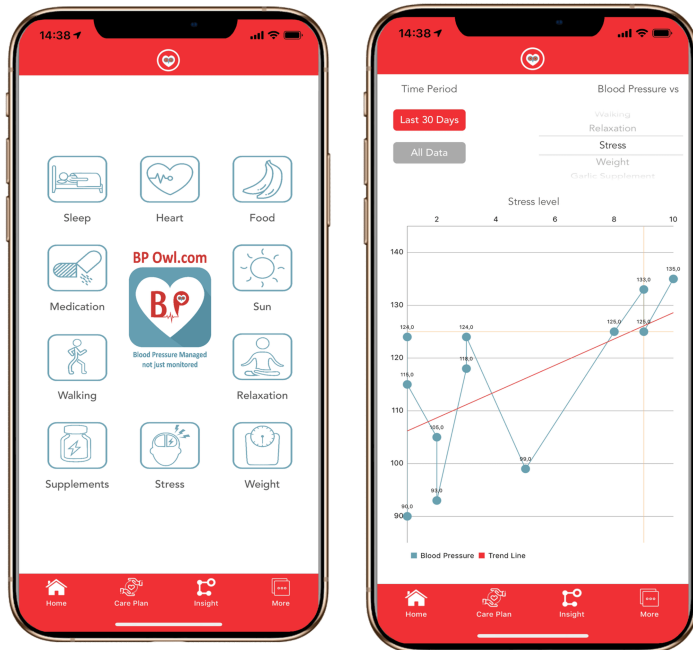 14:38
Sleep
Heart
Food
BP Owl.com
Medication
B P
Sun
Blood Pressure Managed
not just monitored
Walking
Relaxation
Supplements
Stress
Weight
Home
Care Plan
Insight
More
14:38
Time Period
Blood Pressure vs
Last 30 Days
Walking
Relaxation
All Data
Stress
Weight
Garlic Supplement
Stress level
2 4 6 8 10
140
135,0
133,0
130
124,0 124,0 125,0 125,0
120
118,0
115,0
110
105,0
100
99,0
93,0
90 90,0
Blood Pressure Trend Line
Home
Care Plan
Insight
More